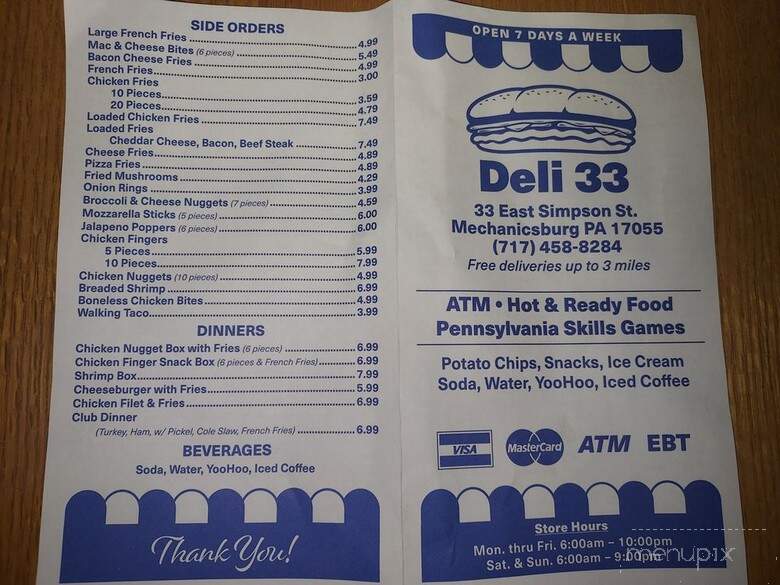 SIDE ORDERS
Large French Fries 4.99
Mac & Cheese Bites (6 pieces) 5.49
Bacon Cheese Fries 4.99
French Fries 3.00
Chicken Fries
10 Pieces 3.59
20 Pieces 4.79
Loaded Chicken Fries 7.49
Loaded Fries
Cheddar Cheese, Bacon, Beef Steak 7.49
Cheese Fries 4.89
Pizza Fries 4.89
Fried Mushrooms 4.29
Onion Rings 3.99
Broccoli & Cheese Nuggets (7 pieces) 4.59
Mozzarella Sticks (5 pieces) 6.00
Jalapeno Poppers (6 pieces) 6.00
Chicken Fingers
5 Pieces 5.99
10 Pieces 7.99
Chicken Nuggets (10 pieces) 4.99
Breaded Shrimp 6.99
Boneless Chicken Bites 4.99
Walking Taco 3.99
DINNERS
Chicken Nugget Box with Fries (6 pieces) 6.99
Chicken Finger Snack Box (6 pieces & French Fries) 6.99
Shrimp Box 7.99
Cheeseburger with Fries 5.99
Chicken Filet & Fries 6.99
Club Dinner
(Turkey, Ham, w/ Pickel, Cole Slaw, French Fries) 6.99
BEVERAGES
Soda, Water, YooHoo, Iced Coffee
Thank You!
OPEN 7 DAYS A WEEK
Deli 33
33 East Simpson St.
Mechanicsburg PA 17055
(717) 458-8284
Free deliveries up to 3 miles
ATM • Hot & Ready Food
Pennsylvania Skills Games
Potato Chips, Snacks, Ice Cream
Soda, Water, YooHoo, Iced Coffee
VISA MasterCard ATM EBT
Store Hours
Mon. thru Fri. 6:00am – 10:00pm
Sat. & Sun. 6:00am – 9:00pm
menupix